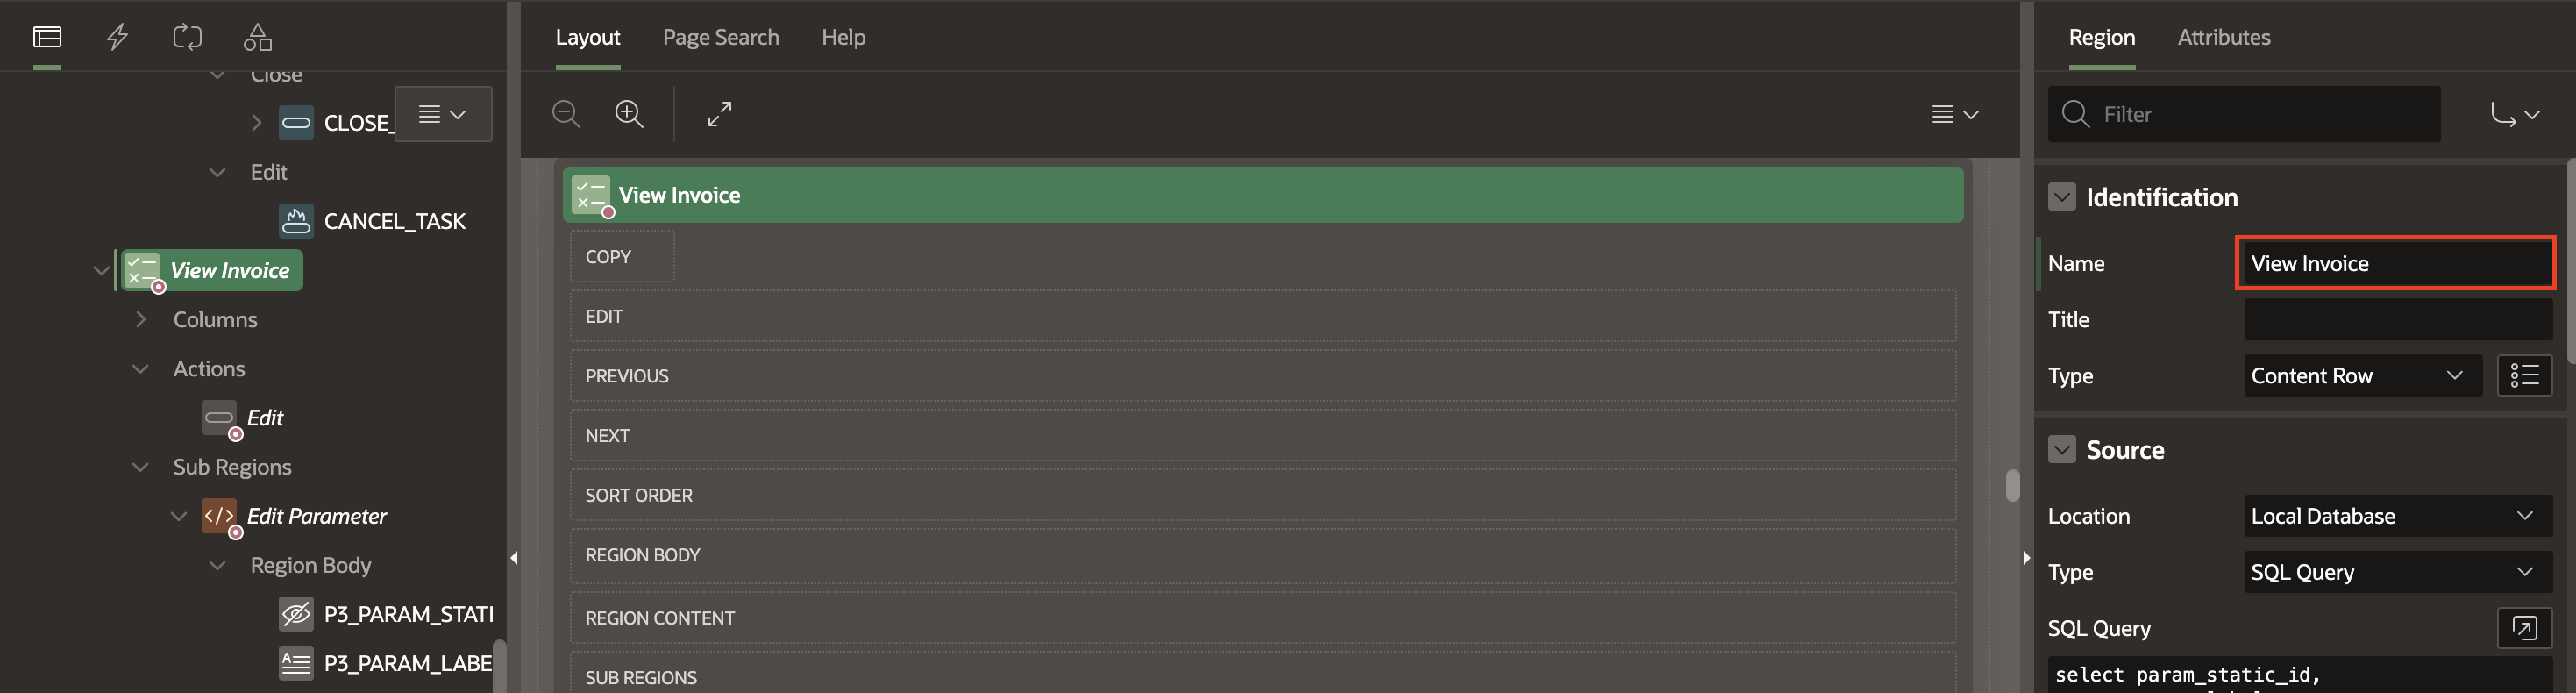 Close
CLOSE_
Edit
CANCEL_TASK
View Invoice
Columns
Actions
Edit
Sub Regions
Edit Parameter
Region Body
P3_PARAM_STATI
P3_PARAM_LABE
Layout Page Search Help
View Invoice
COPY
EDIT
PREVIOUS
NEXT
SORT ORDER
REGION BODY
REGION CONTENT
SUB REGIONS
Region Attributes
Filter
Identification
Name View Invoice
Title
Type Content Row
Source
Location Local Database
Type SQL Query
SQL Query
select param_static_id,